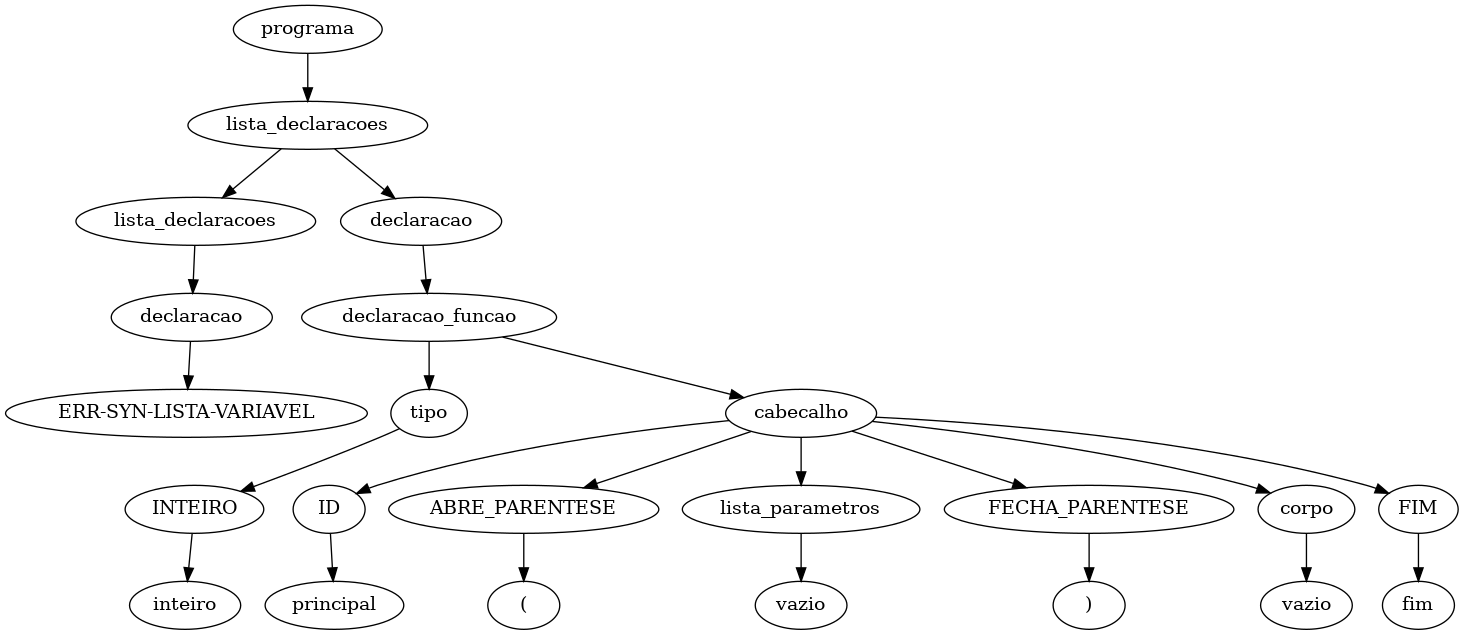 programa
lista_declaracoes
lista_declaracoes
declaracao
declaracao
declaracao_funcao
ERR-SYN-LISTA-VARIAVEL
tipo
cabecalho
INTEIRO
ID
ABRE_PARENTESE
lista_parametros
FECHA_PARENTESE
corpo
FIM
inteiro
principal
(
vazio
)
vazio
fim